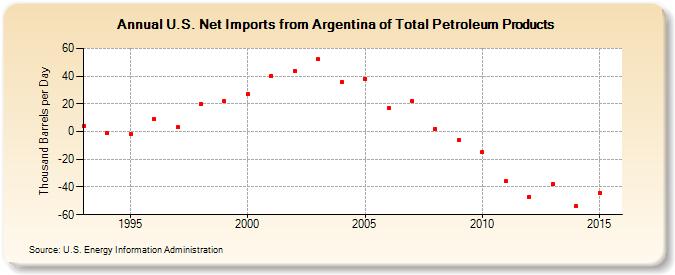 Annual U.S. Net Imports from Argentina of Total Petroleum Products
Thousand Barrels per Day
60
40
20
0
-20
-40
-60
1995 2000 2005 2010 2015
Source: U.S. Energy Information Administration